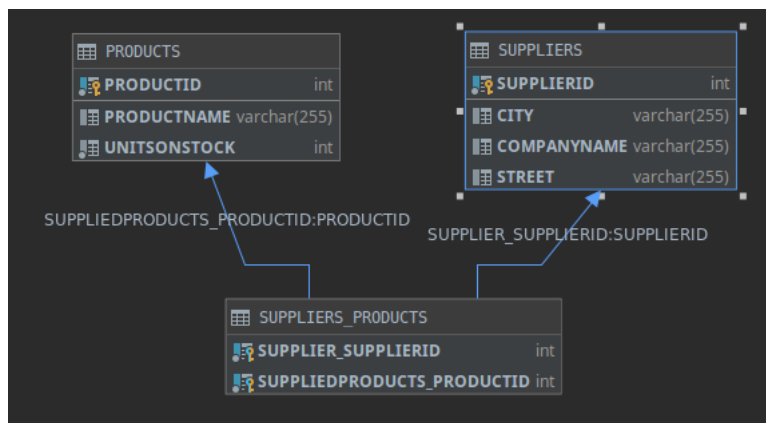 PRODUCTS
PRODUCTID int
PRODUCTNAME varchar(255)
UNITSONSTOCK int
SUPPLIERS
SUPPLIERID int
CITY varchar(255)
COMPANYNAME varchar(255)
STREET varchar(255)
SUPPLIEDPRODUCTS_PRODUCTID:PRODUCTID
SUPPLIER_SUPPLIERID:SUPPLIERID
SUPPLIERS_PRODUCTS
SUPPLIER_SUPPLIERID int
SUPPLIEDPRODUCTS_PRODUCTID int